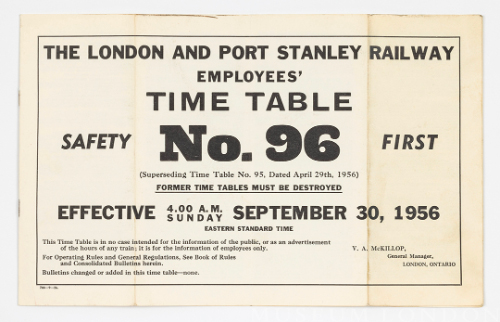 THE LONDON AND PORT STANLEY RAILWAY
EMPLOYEES'
TIME TABLE
SAFETY No. 96 FIRST
(Superseding Time Table No. 95, Dated April 29th, 1956)
FORMER TIME TABLES MUST BE DESTROYED
EFFECTIVE 4.00 A.M. SUNDAY SEPTEMBER 30, 1956
EASTERN STANDARD TIME
This Time Table is in no case intended for the information of the public, or as an advertisement
of the hours of any train; it is for the information of employees only.
For Operating Rules and General Regulations, See Book of Rules
and Consolidated Bulletins herein.
Bulletins changed or added in this time table—none.
V. A. McKILLOP,
General Manager,
LONDON, ONTARIO